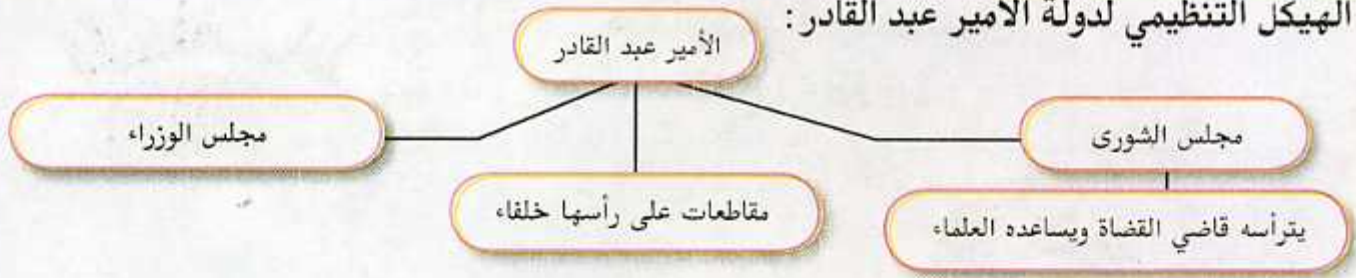 الهيكل التنظيمي لدولة الأمير عبد القادر:
الأمير عبد القادر
مجلس الشورى
مجلس الوزراء
مقاطعات على رأسها خلفاء
يترأسه قاضي القضاة ويساعده العلماء